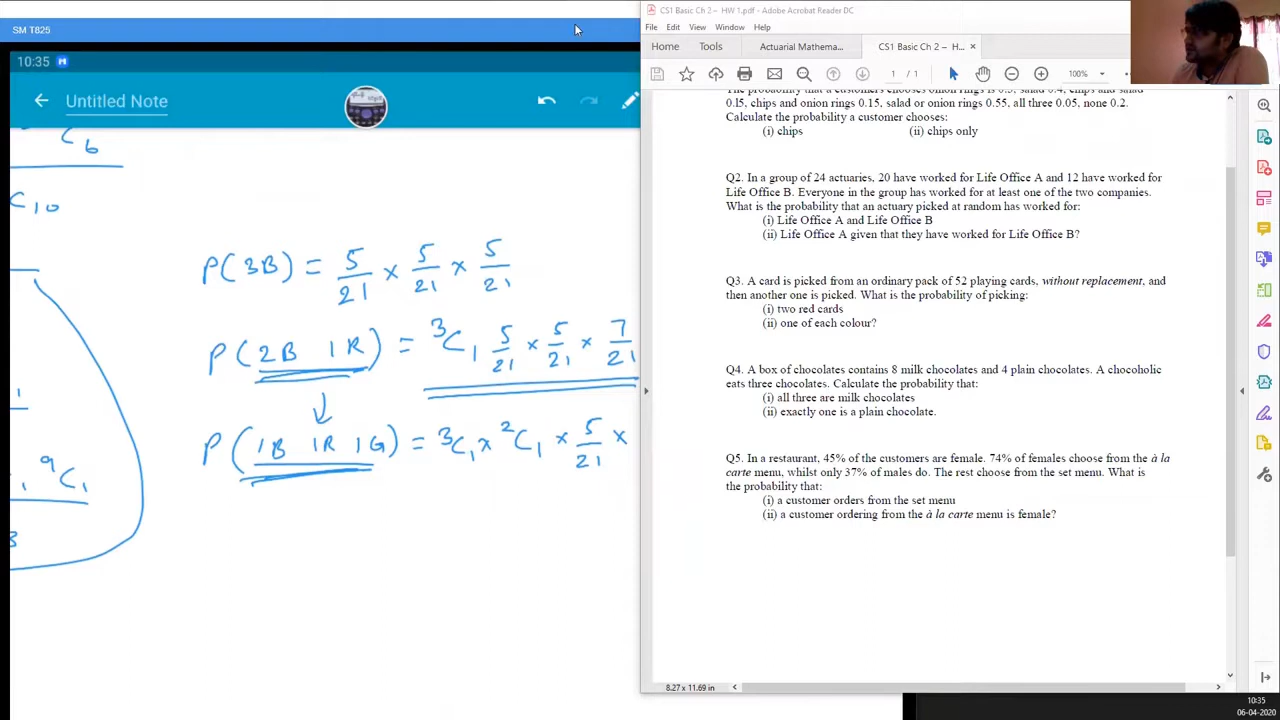 SM T825
10:35
Untitled Note
C₆
C₁₀
P(3B) = 5/21 × 5/21 × 5/21
P(2B 1R) = ³C₁ 5/21 × 5/21 × 7/21
P(1B 1R 1G) = ³C₁ × ²C₁ × 5/21 ×
1
⁹C₁
CS1 Basic Ch 2 – HW 1.pdf - Adobe Acrobat Reader DC
File Edit View Window Help
Home Tools Actuarial Mathema... CS1 Basic Ch 2 – H... ×
1 / 1 100%
0.15, chips and onion rings 0.15, salad or onion rings 0.55, all three 0.05, none 0.2.
Calculate the probability a customer chooses:
(i) chips (ii) chips only
Q2. In a group of 24 actuaries, 20 have worked for Life Office A and 12 have worked for
Life Office B. Everyone in the group has worked for at least one of the two companies.
What is the probability that an actuary picked at random has worked for:
(i) Life Office A and Life Office B
(ii) Life Office A given that they have worked for Life Office B?
Q3. A card is picked from an ordinary pack of 52 playing cards, without replacement, and
then another one is picked. What is the probability of picking:
(i) two red cards
(ii) one of each colour?
Q4. A box of chocolates contains 8 milk chocolates and 4 plain chocolates. A chocoholic
eats three chocolates. Calculate the probability that:
(i) all three are milk chocolates
(ii) exactly one is a plain chocolate.
Q5. In a restaurant, 45% of the customers are female. 74% of females choose from the à la
carte menu, whilst only 37% of males do. The rest choose from the set menu. What is
the probability that:
(i) a customer orders from the set menu
(ii) a customer ordering from the à la carte menu is female?
8.27 x 11.69 in
10:35
06-04-2020